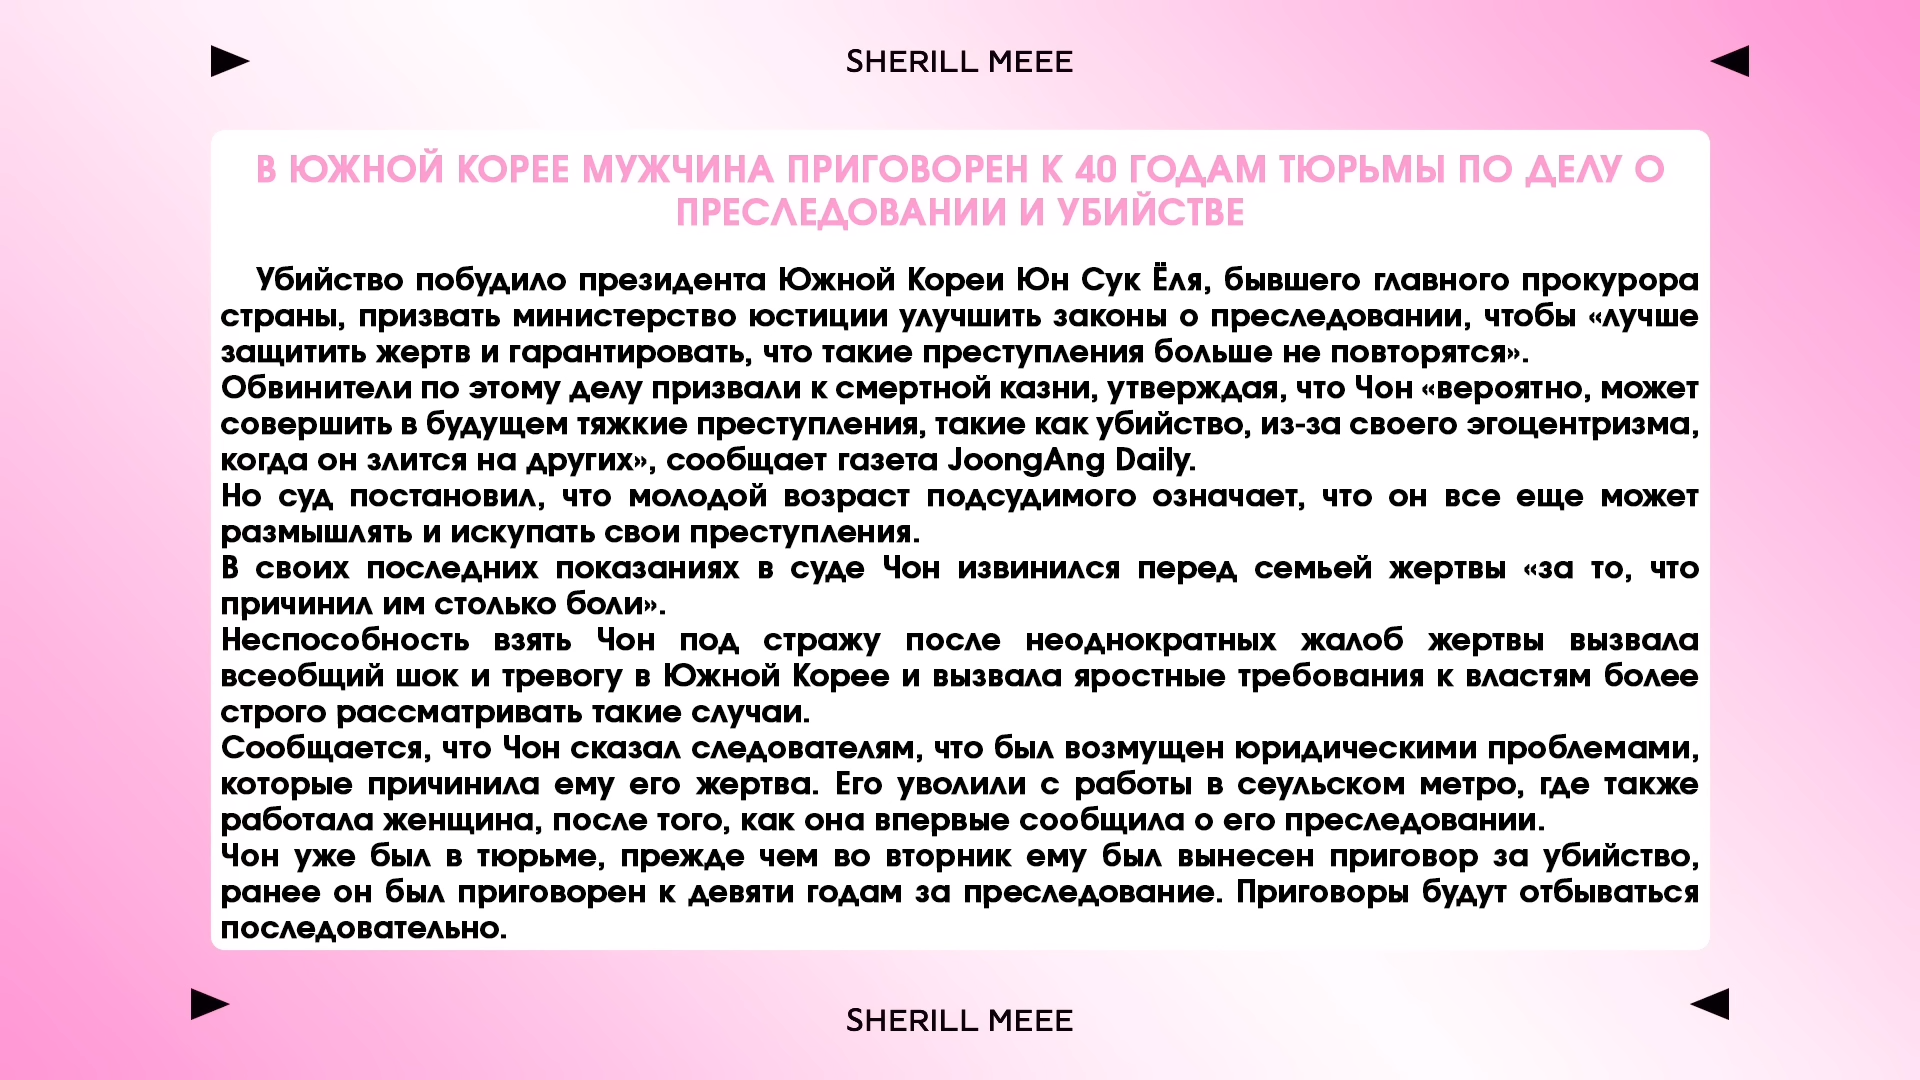 SHERILL MEEE
В ЮЖНОЙ КОРЕЕ МУЖЧИНА ПРИГОВОРЕН К 40 ГОДАМ ТЮРЬМЫ ПО ДЕЛУ О
ПРЕСЛЕДОВАНИИ И УБИЙСТВЕ
Убийство побудило президента Южной Кореи Юн Сук Ёля, бывшего главного прокурора
страны, призвать министерство юстиции улучшить законы о преследовании, чтобы «лучше
защитить жертв и гарантировать, что такие преступления больше не повторятся».
Обвинители по этому делу призвали к смертной казни, утверждая, что Чон «вероятно, может
совершить в будущем тяжкие преступления, такие как убийство, из-за своего эгоцентризма,
когда он злится на других», сообщает газета JoongAng Daily.
Но суд постановил, что молодой возраст подсудимого означает, что он все еще может
размышлять и искупать свои преступления.
В своих последних показаниях в суде Чон извинился перед семьей жертвы «за то, что
причинил им столько боли».
Неспособность взять Чон под стражу после неоднократных жалоб жертвы вызвала
всеобщий шок и тревогу в Южной Корее и вызвала яростные требования к властям более
строго рассматривать такие случаи.
Сообщается, что Чон сказал следователям, что был возмущен юридическими проблемами,
которые причинила ему его жертва. Его уволили с работы в сеульском метро, где также
работала женщина, после того, как она впервые сообщила о его преследовании.
Чон уже был в тюрьме, прежде чем во вторник ему был вынесен приговор за убийство,
ранее он был приговорен к девяти годам за преследование. Приговоры будут отбываться
последовательно.
SHERILL MEEE